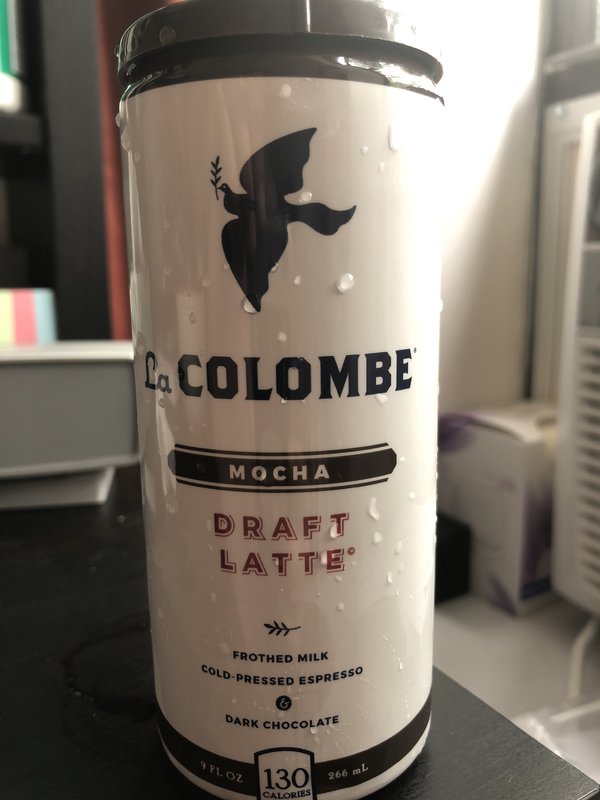 La COLOMBE®
MOCHA
DRAFT
LATTE©
FROTHED MILK
COLD-PRESSED ESPRESSO
&
DARK CHOCOLATE
9 FL OZ
130
CALORIES
266 mL